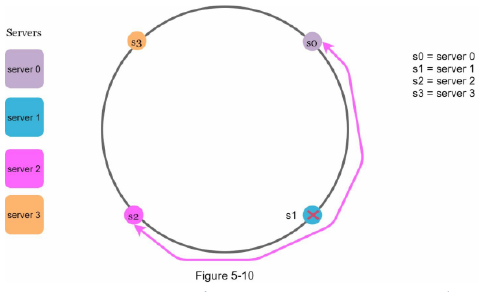 Servers
server 0
server 1
server 2
server 3
s3
s0
s2
s1
s0 = server 0
s1 = server 1
s2 = server 2
s3 = server 3
Figure 5-10